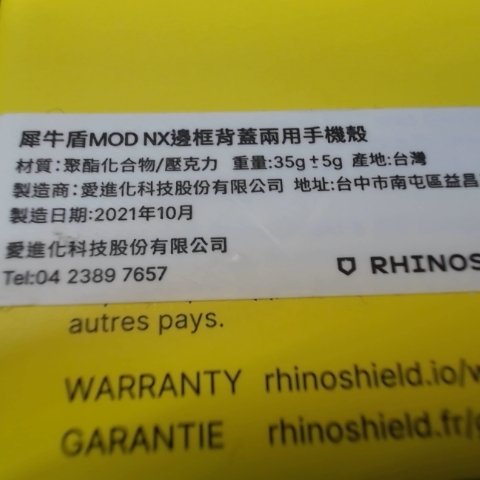 犀牛盾MOD NX邊框背蓋兩用手機殼
材質:聚酯化合物/壓克力 重量:35g±5g 產地:台灣
製造商:愛進化科技股份有限公司 地址:台中市南屯區益昌
製造日期:2021年10月
愛進化科技股份有限公司
Tel:04 2389 7657
RHINOS
autres pays.
WARRANTY rhinoshield.io/w
GARANTIE rhinoshield.fr/g